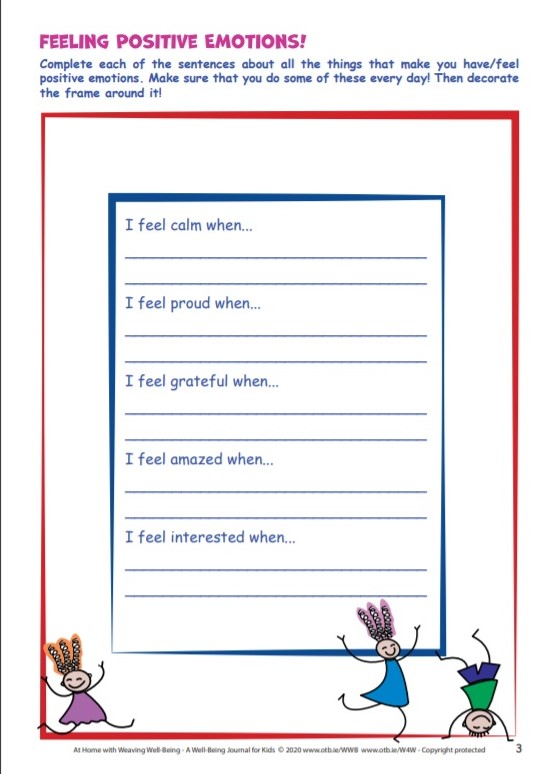 FEELING POSITIVE EMOTIONS!
Complete each of the sentences about all the things that make you have/feel
positive emotions. Make sure that you do some of these every day! Then decorate
the frame around it!
I feel calm when...
I feel proud when...
I feel grateful when...
I feel amazed when...
I feel interested when...
At Home with Weaving Well-Being - A Well-Being Journal for Kids © 2020 www.otb.ie/WWB www.otb.ie/W4W - Copyright protected
3